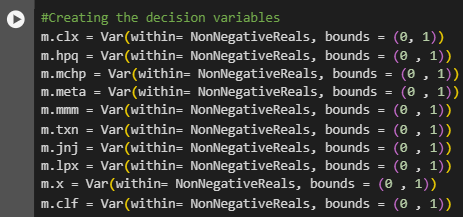 #Creating the decision variables
m.clx = Var(within= NonNegativeReals, bounds = (0, 1))
m.hpq = Var(within= NonNegativeReals, bounds = (0 , 1))
m.mchp = Var(within= NonNegativeReals, bounds = (0 , 1))
m.meta = Var(within= NonNegativeReals, bounds = (0 , 1))
m.mmm = Var(within= NonNegativeReals, bounds = (0 , 1))
m.txn = Var(within= NonNegativeReals, bounds = (0 , 1))
m.jnj = Var(within= NonNegativeReals, bounds = (0 , 1))
m.lpx = Var(within= NonNegativeReals, bounds = (0 , 1))
m.x = Var(within= NonNegativeReals, bounds = (0 , 1))
m.clf = Var(within= NonNegativeReals, bounds = (0 , 1))